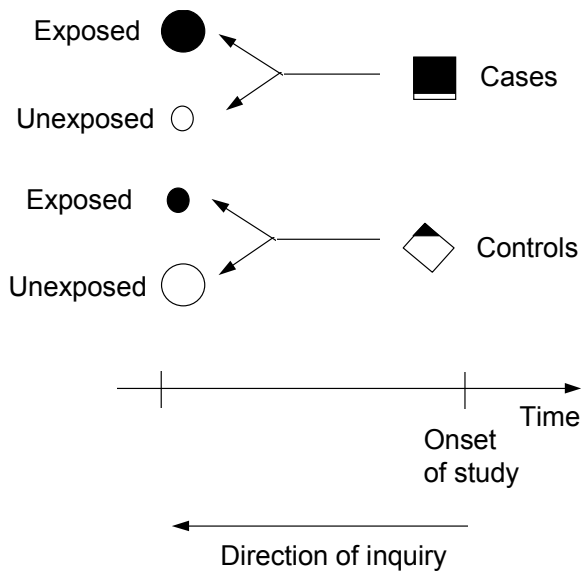 Exposed
Cases
Unexposed
Exposed
Controls
Unexposed
Time
Onset
of study
Direction of inquiry